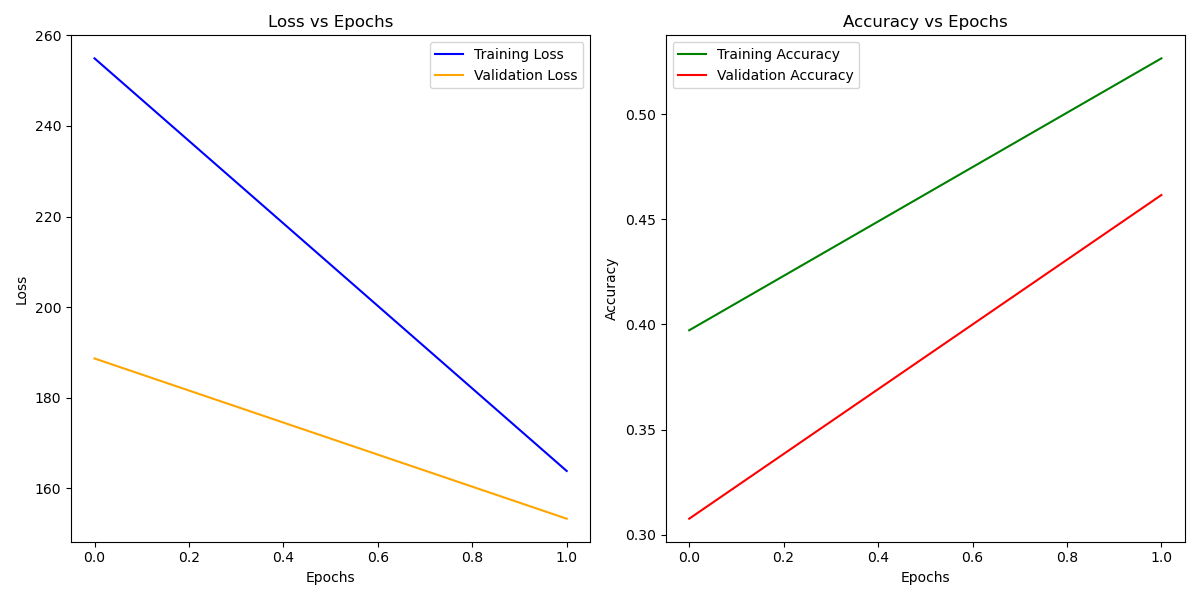 Loss vs Epochs
260
240
220
200
180
160
Loss
0.0 0.2 0.4 0.6 0.8 1.0
Epochs
Training Loss
Validation Loss
Accuracy vs Epochs
0.50
0.45
0.40
0.35
0.30
Accuracy
0.0 0.2 0.4 0.6 0.8 1.0
Epochs
Training Accuracy
Validation Accuracy